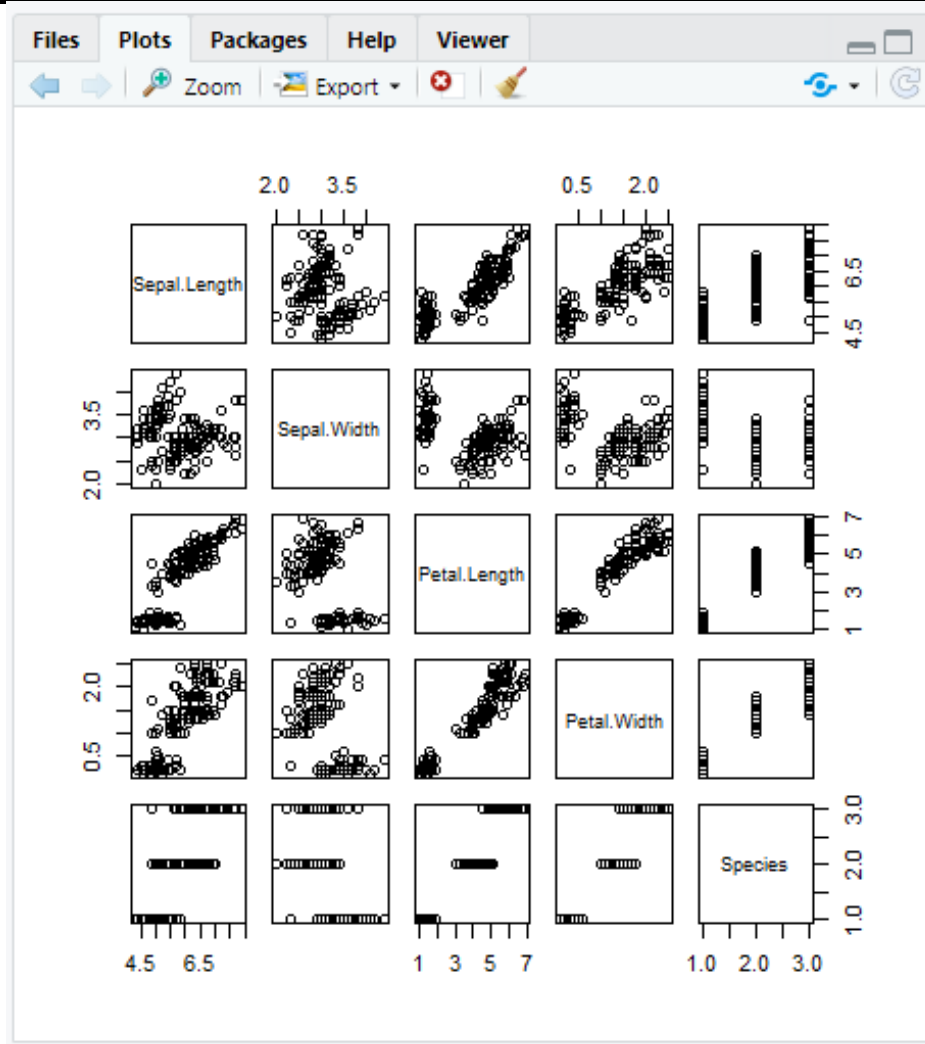 Files Plots Packages Help Viewer
Zoom Export
2.0 3.5 0.5 2.0
Sepal.Length
4.5 6.5
Sepal.Width
2.0 3.5
Petal.Length
1 3 5 7
Petal.Width
0.5 2.0
Species
1.0 2.0 3.0
4.5 6.5 1 3 5 7 1.0 2.0 3.0